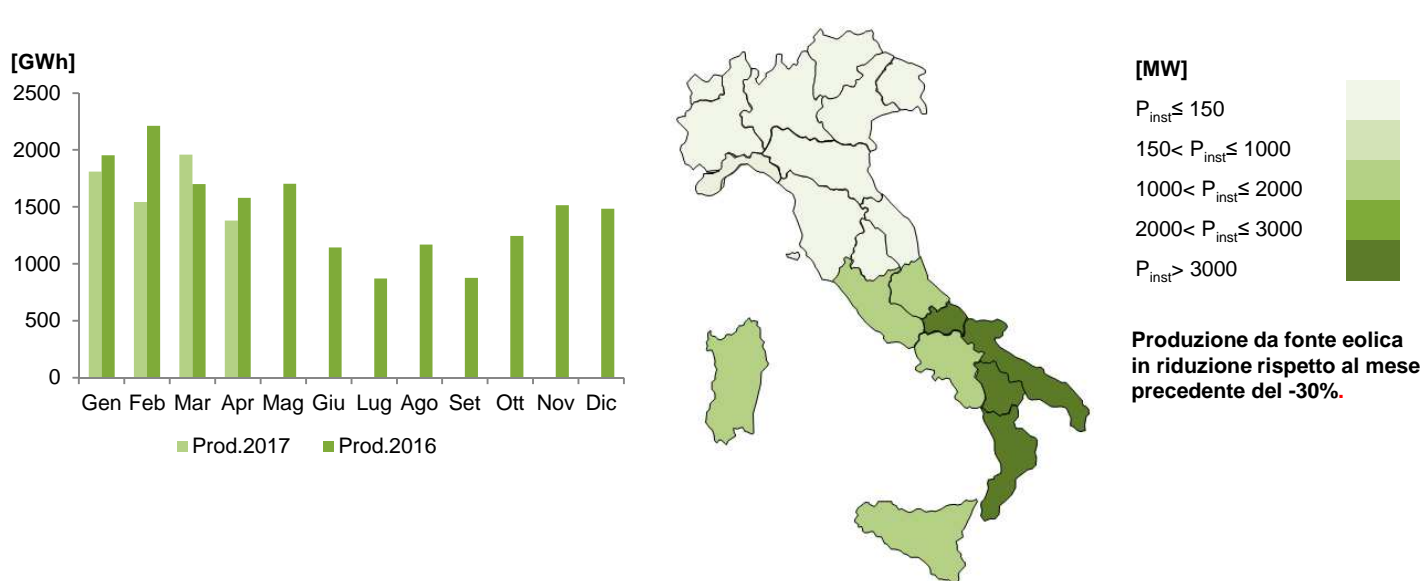 [GWh]
2500
2000
1500
1000
500
0
Gen Feb Mar Apr Mag Giu Lug Ago Set Ott Nov Dic
Prod.2017 Prod.2016
[MW]
Pinst≤ 150
150< Pinst≤ 1000
1000< Pinst≤ 2000
2000< Pinst≤ 3000
Pinst> 3000
Produzione da fonte eolica
in riduzione rispetto al mese
precedente del -30%.